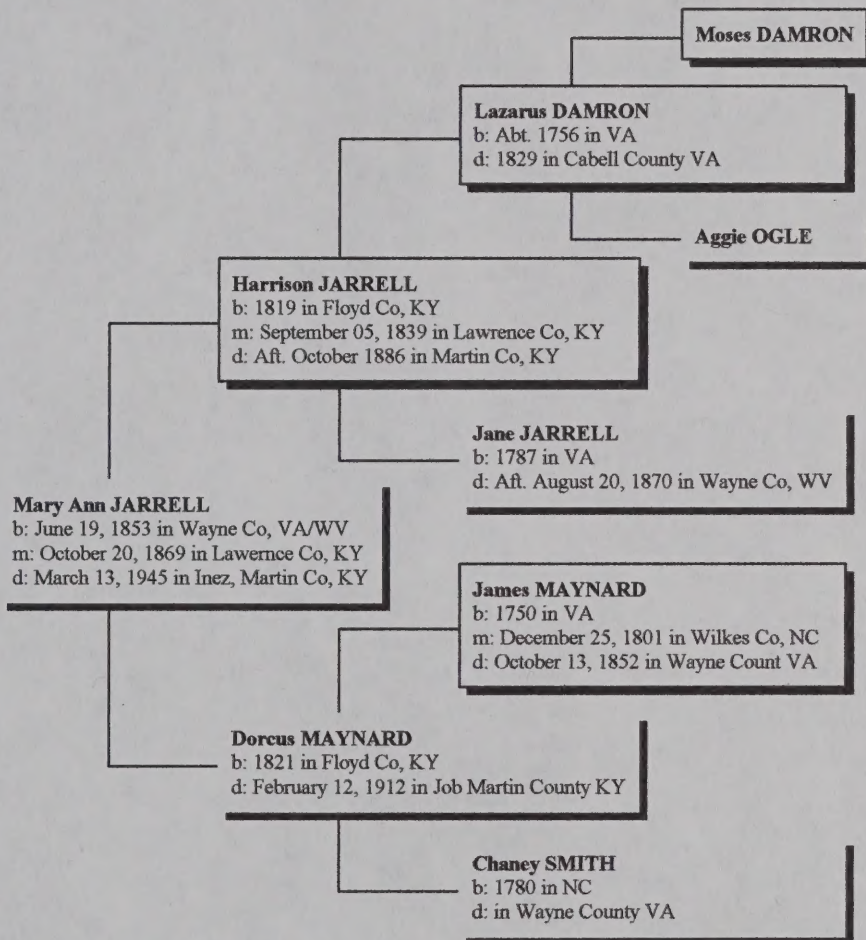 Moses DAMRON
Lazarus DAMRON
b: Abt. 1756 in VA
d: 1829 in Cabell County VA
Aggie OGLE
Harrison JARRELL
b: 1819 in Floyd Co, KY
m: September 05, 1839 in Lawrence Co, KY
d: Aft. October 1886 in Martin Co, KY
Jane JARRELL
b: 1787 in VA
d: Aft. August 20, 1870 in Wayne Co, WV
Mary Ann JARRELL
b: June 19, 1853 in Wayne Co, VA/WV
m: October 20, 1869 in Lawernce Co, KY
d: March 13, 1945 in Inez, Martin Co, KY
James MAYNARD
b: 1750 in VA
m: December 25, 1801 in Wilkes Co, NC
d: October 13, 1852 in Wayne Count VA
Dorcus MAYNARD
b: 1821 in Floyd Co, KY
d: February 12, 1912 in Job Martin County KY
Chaney SMITH
b: 1780 in NC
d: in Wayne County VA